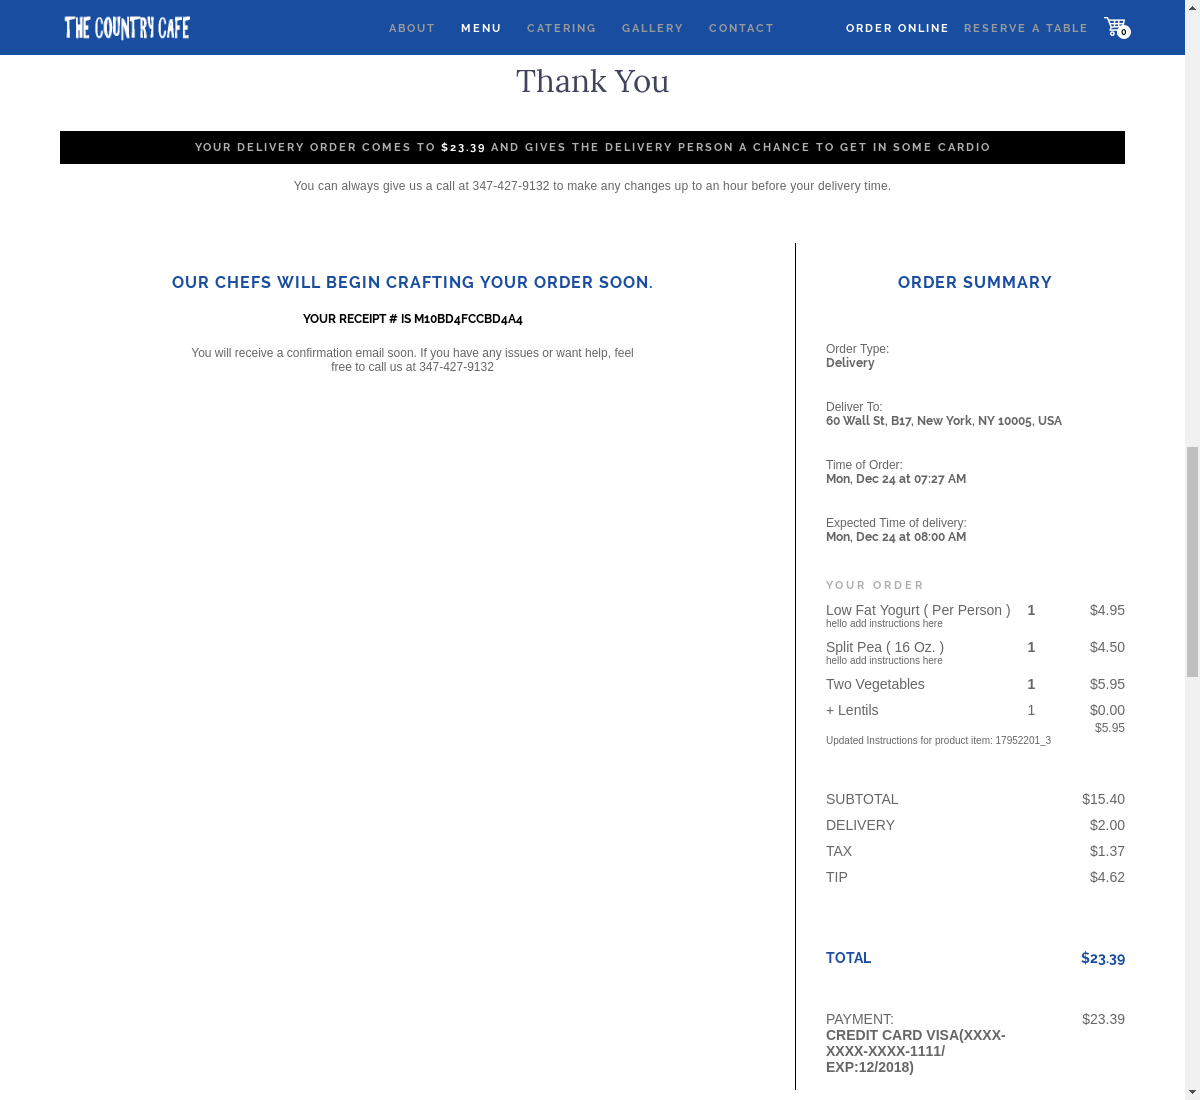 THE COUNTRY CAFE
ABOUT MENU CATERING GALLERY CONTACT ORDER ONLINE RESERVE A TABLE 0
Thank You
YOUR DELIVERY ORDER COMES TO $23.39 AND GIVES THE DELIVERY PERSON A CHANCE TO GET IN SOME CARDIO
You can always give us a call at 347-427-9132 to make any changes up to an hour before your delivery time.
OUR CHEFS WILL BEGIN CRAFTING YOUR ORDER SOON.
YOUR RECEIPT # IS M10BD4FCCBD4A4
You will receive a confirmation email soon. If you have any issues or want help, feel
free to call us at 347-427-9132
ORDER SUMMARY
Order Type:
Delivery
Deliver To:
60 Wall St, B17, New York, NY 10005, USA
Time of Order:
Mon, Dec 24 at 07:27 AM
Expected Time of delivery:
Mon, Dec 24 at 08:00 AM
YOUR ORDER
Low Fat Yogurt ( Per Person ) 1 $4.95
hello add instructions here
Split Pea ( 16 Oz. ) 1 $4.50
hello add instructions here
Two Vegetables 1 $5.95
+ Lentils 1 $0.00
$5.95
Updated Instructions for product item: 17952201_3
SUBTOTAL $15.40
DELIVERY $2.00
TAX $1.37
TIP $4.62
TOTAL $23.39
PAYMENT: $23.39
CREDIT CARD VISA(XXXX-
XXXX-XXXX-1111/
EXP:12/2018)